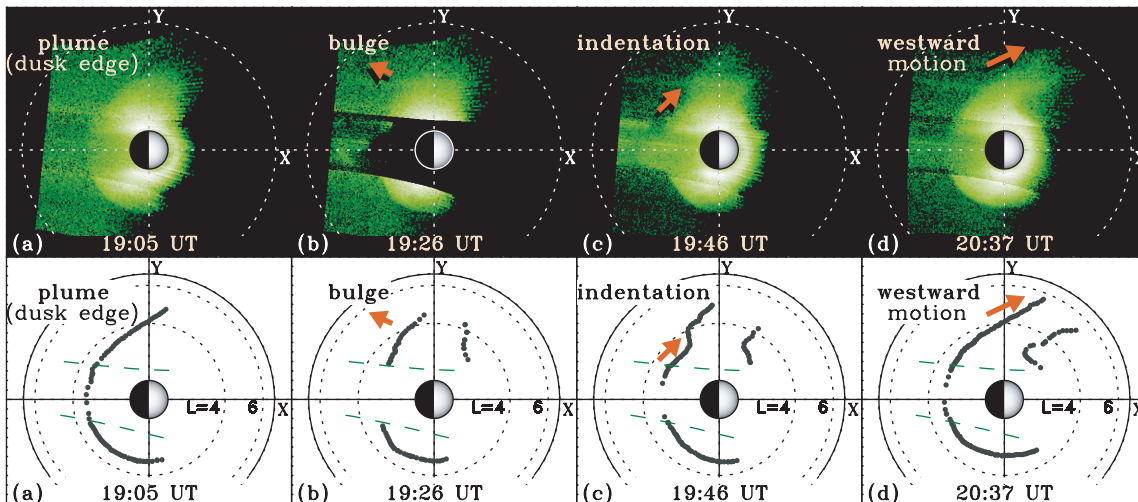 Y
plume
(dusk edge)
X
(a)
19:05 UT
Y
bulge
X
(b)
19:26 UT
Y
indentation
X
(c)
19:46 UT
Y
westward
motion
X
(d)
20:37 UT
Y
plume
(dusk edge)
L=4 6 X
(a)
19:05 UT
Y
bulge
L=4 6 X
(b)
19:26 UT
Y
indentation
L=4 6 X
(c)
19:46 UT
Y
westward
motion
L=4 6 X
(d)
20:37 UT